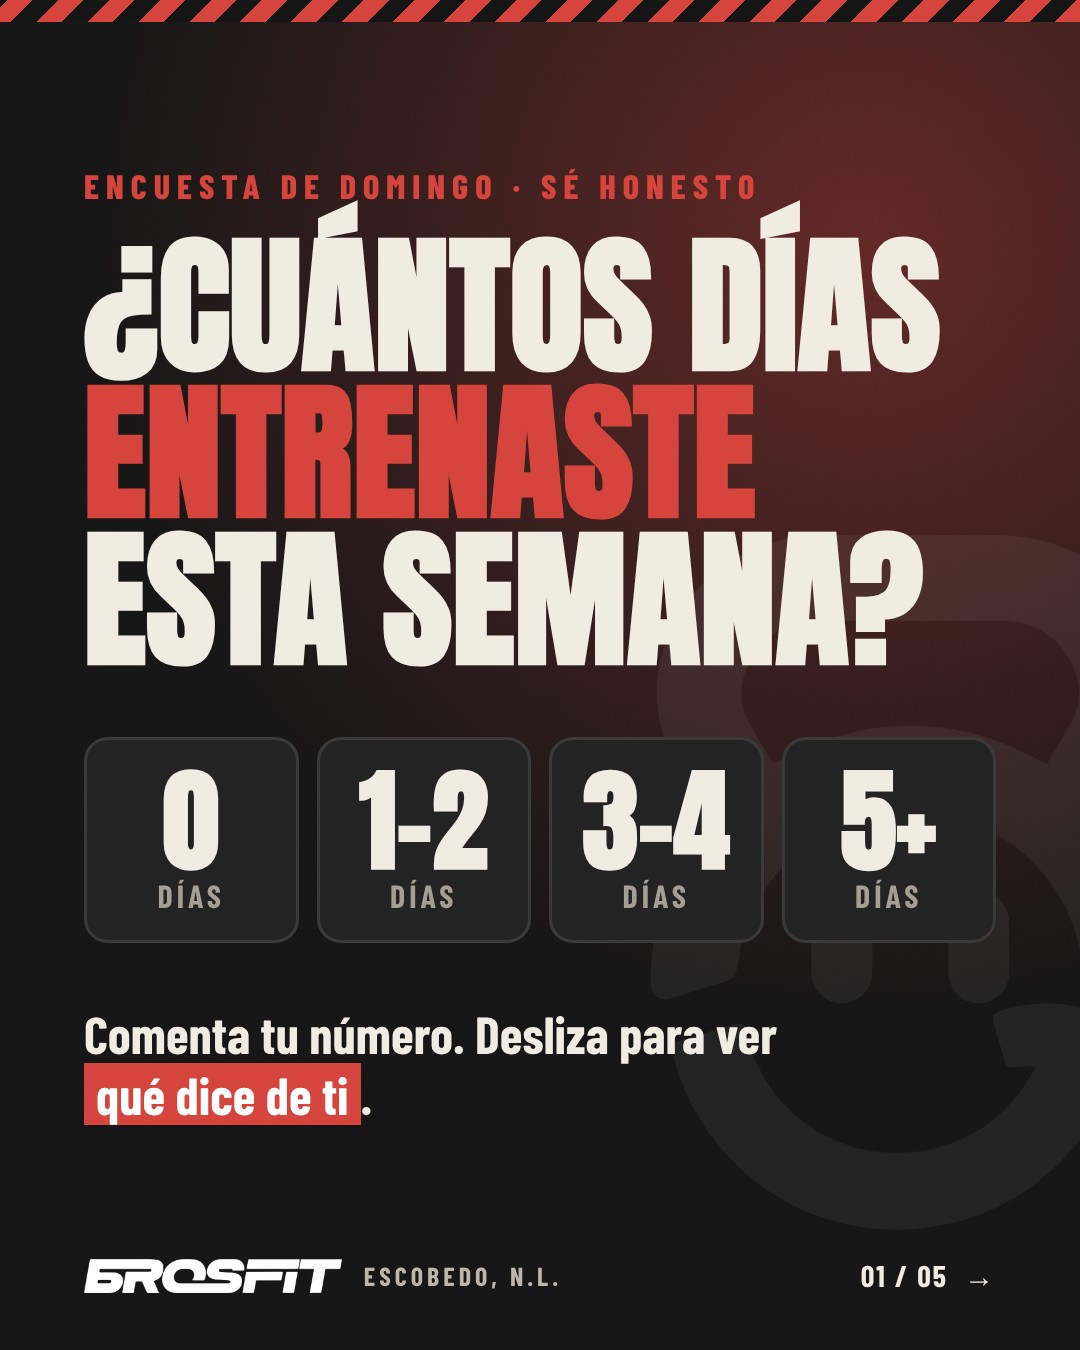 ENCUESTA DE DOMINGO · SÉ HONESTO
¿CUÁNTOS DÍAS
ENTRENASTE
ESTA SEMANA?
0
DÍAS
1-2
DÍAS
3-4
DÍAS
5+
DÍAS
Comenta tu número. Desliza para ver
qué dice de ti .
BROSFIT ESCOBEDO, N.L.
01 / 05 →